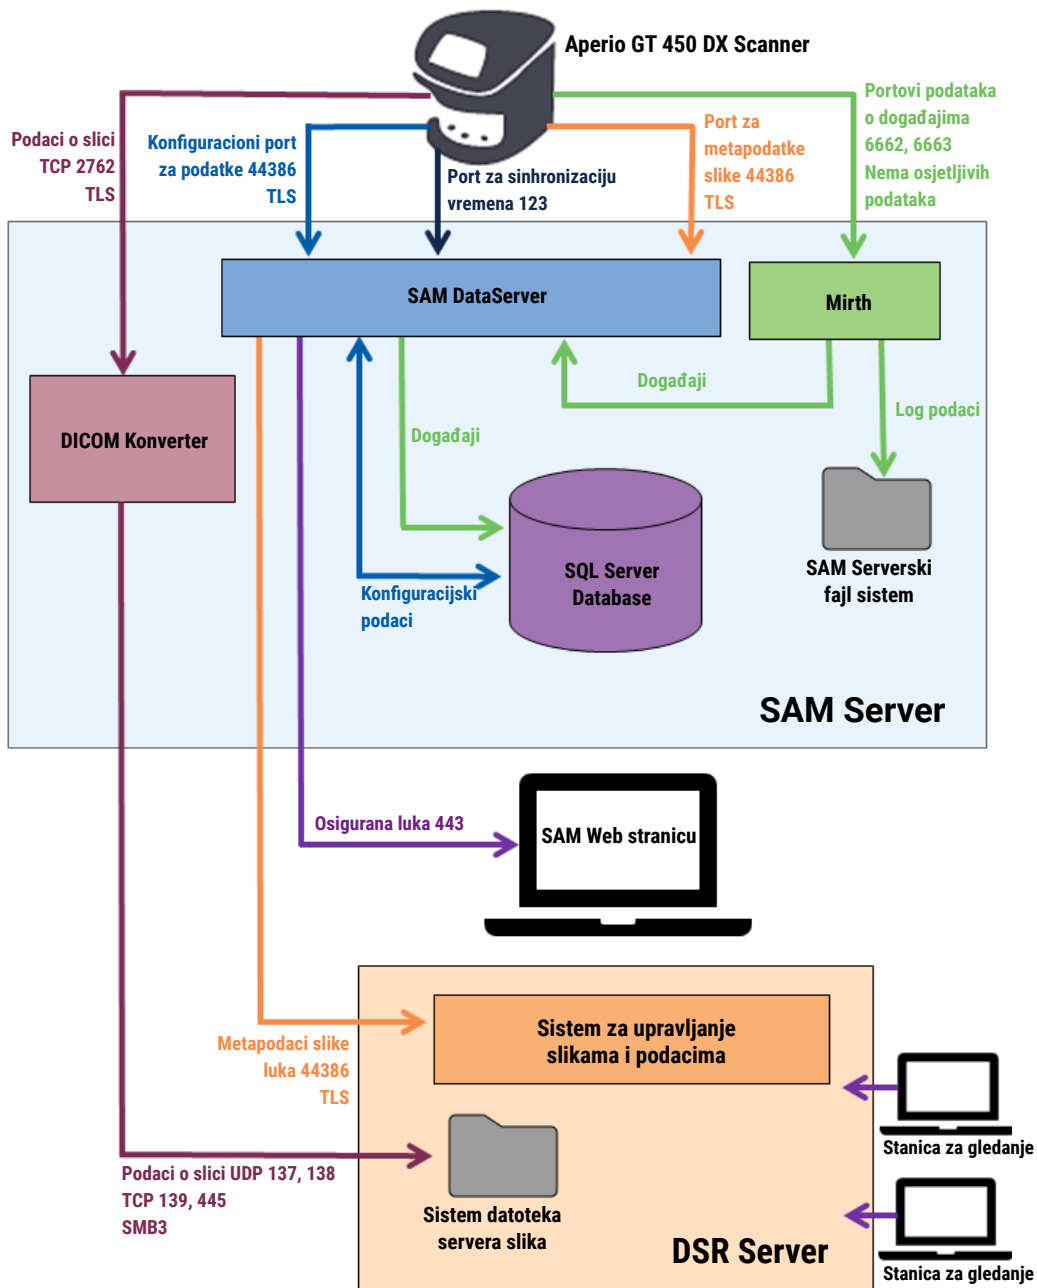 Aperio GT 450 DX Scanner
Podaci o slici
TCP 2762
TLS
Konfiguracioni port
za podatke 44386
TLS
Port za sinhronizaciju
vremena 123
Port za
metapodatke
slike 44386
TLS
Portovi podataka
o događajima
6662, 6663
Nema osjetljivih
podataka
SAM DataServer
Mirth
DICOM Konverter
Događaji
Događaji
Log podaci
Konfiguracijski
podaci
SQL Server
Database
SAM Serverski
fajl sistem
SAM Server
Osigurana luka 443
SAM Web stranicu
Metapodaci slike
luka 44386
TLS
Sistem za upravljanje
slikama i podacima
Stanica za gledanje
Podaci o slici UDP 137, 138
TCP 139, 445
SMB3
Sistem datoteka
servera slika
DSR Server
Stanica za gledanje